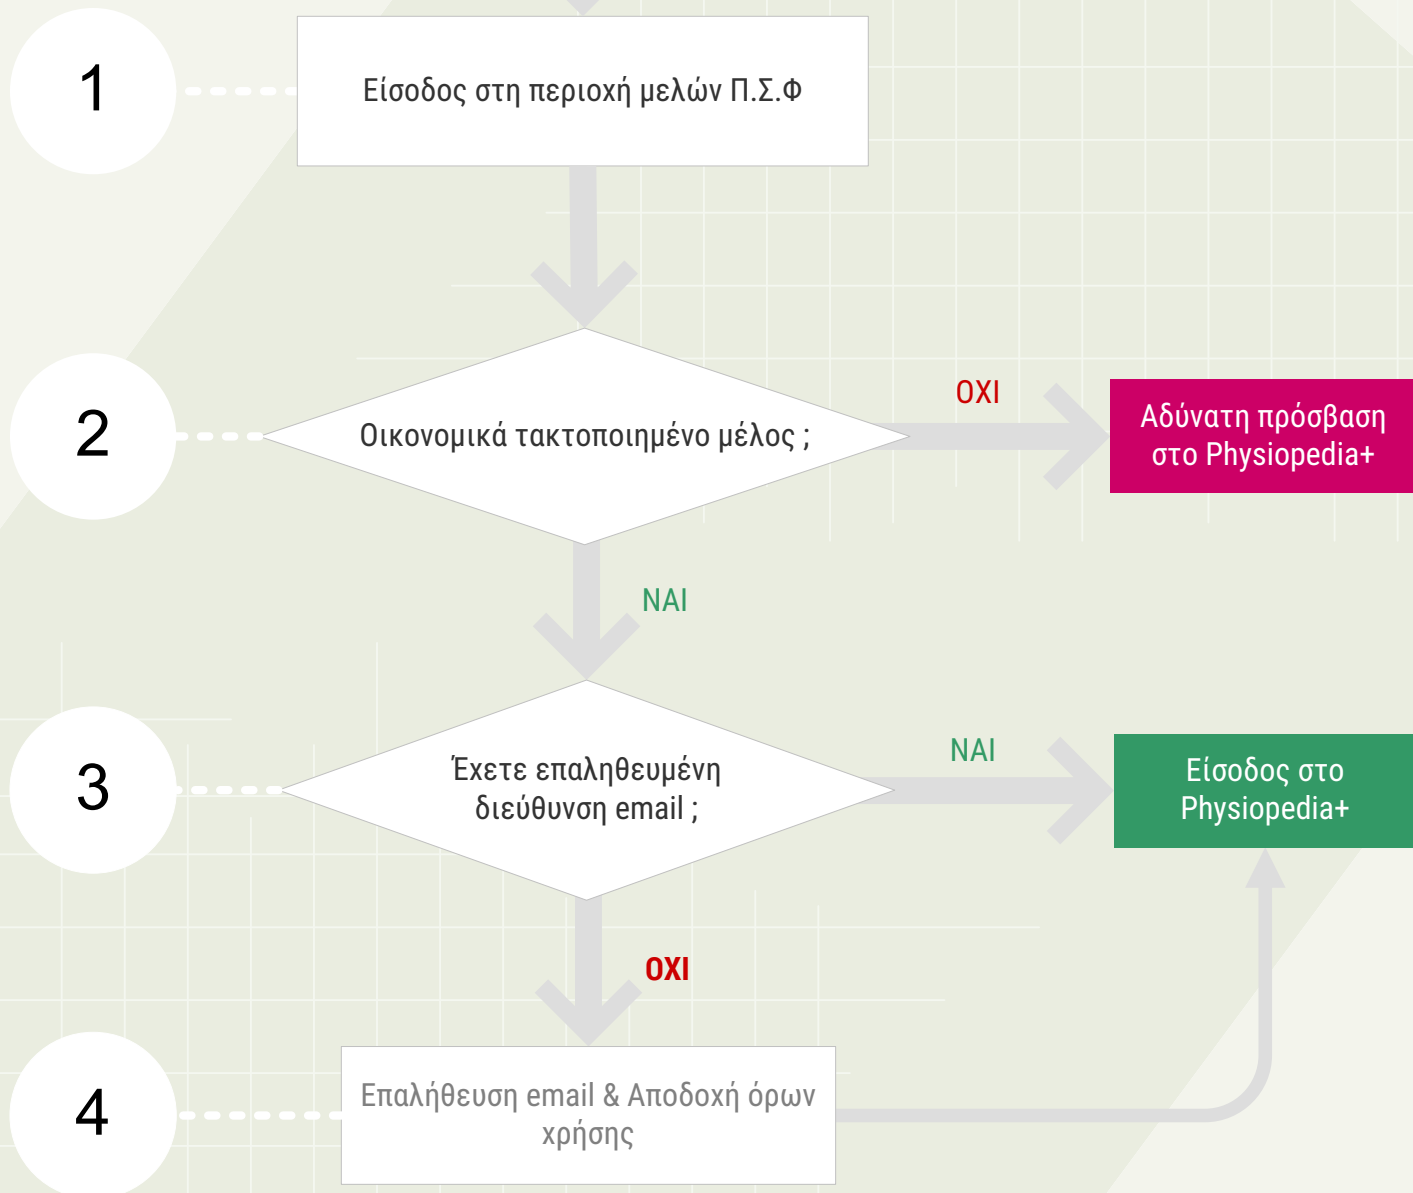 1
Είσοδος στη περιοχή μελών Π.Σ.Φ
2
Οικονομικά τακτοποιημένο μέλος ;
ΟΧΙ
Αδύνατη πρόσβαση
στο Physiopedia+
ΝΑΙ
3
Έχετε επαληθευμένη
διεύθυνση email ;
ΝΑΙ
Είσοδος στο
Physiopedia+
ΟΧΙ
4
Επαλήθευση email & Αποδοχή όρων
χρήσης